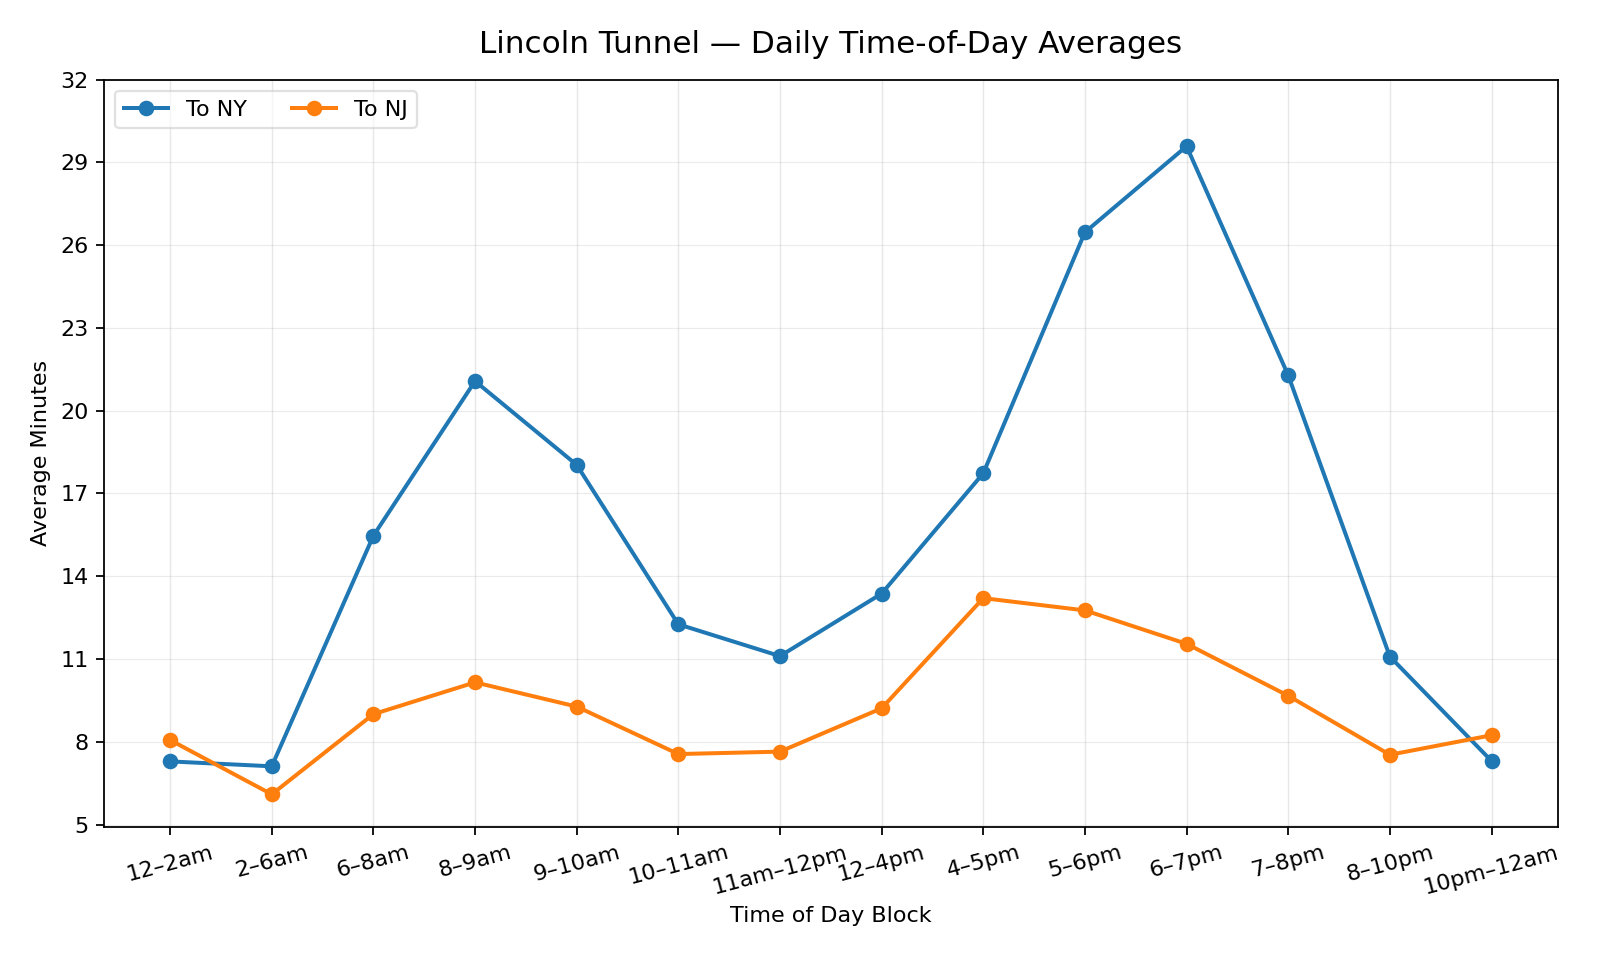 Lincoln Tunnel — Daily Time-of-Day Averages
To NY
To NJ
32
29
26
23
20
17
14
11
8
5
Average Minutes
12–2am
2–6am
6–8am
8–9am
9–10am
10–11am
11am–12pm
12–4pm
4–5pm
5–6pm
6–7pm
7–8pm
8–10pm
10pm–12am
Time of Day Block